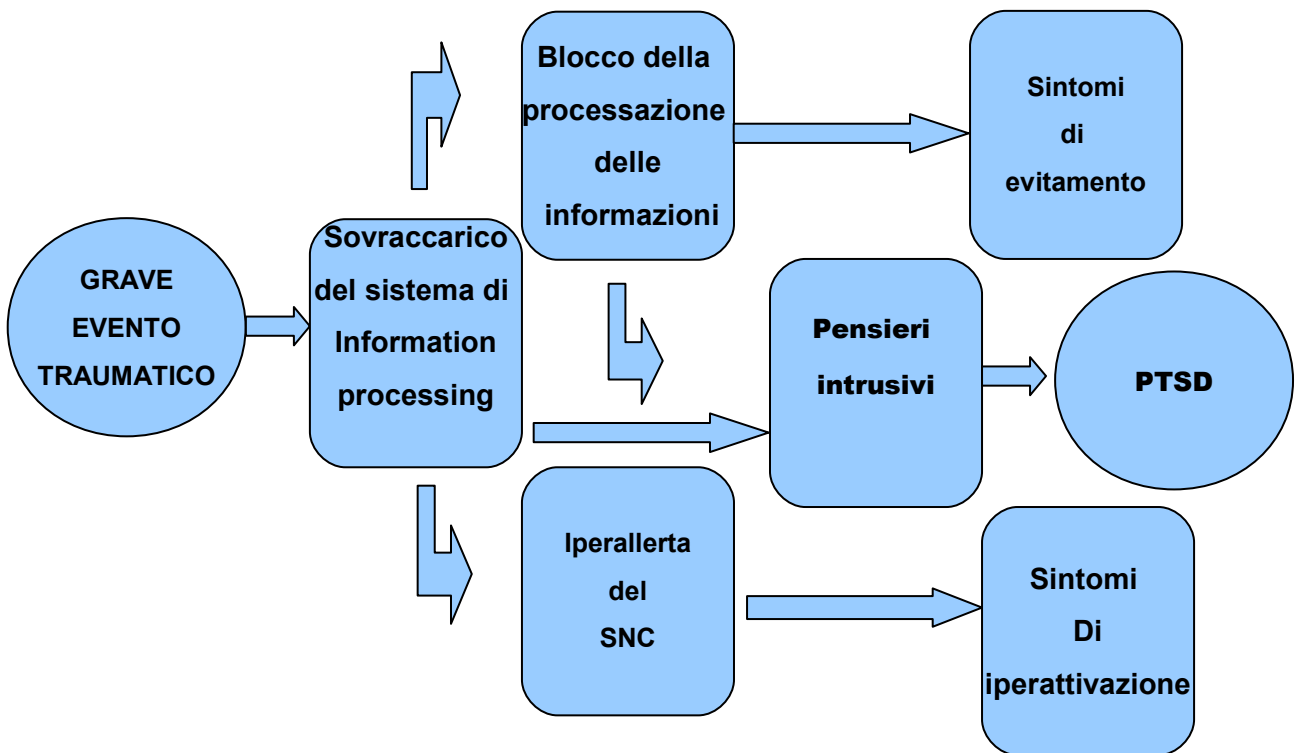 GRAVE
EVENTO
TRAUMATICO
Sovraccarico
del sistema di
Information
processing
Blocco della
processazione
delle
informazioni
Sintomi
di
evitamento
Pensieri
intrusivi
PTSD
Iperallerta
del
SNC
Sintomi
Di
iperattivazione